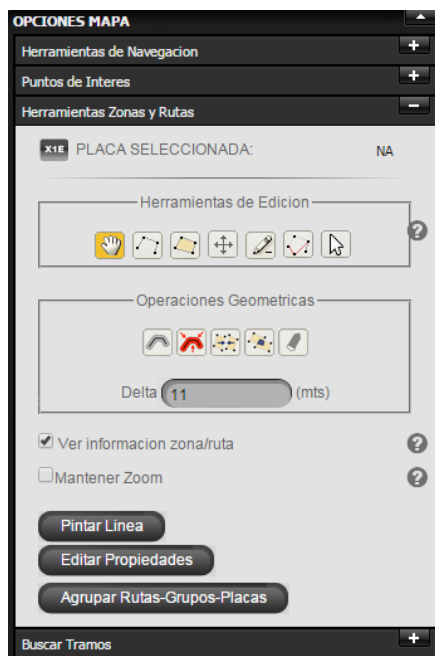 OPCIONES MAPA
Herramientas de Navegacion
Puntos de Interes
Herramientas Zonas y Rutas
X1E PLACA SELECCIONADA: NA
Herramientas de Edicion
?
Operaciones Geometricas
Delta 11 (mts)
Ver informacion zona/ruta ?
Mantener Zoom ?
Pintar Linea
Editar Propiedades
Agrupar Rutas-Grupos-Placas
Buscar Tramos